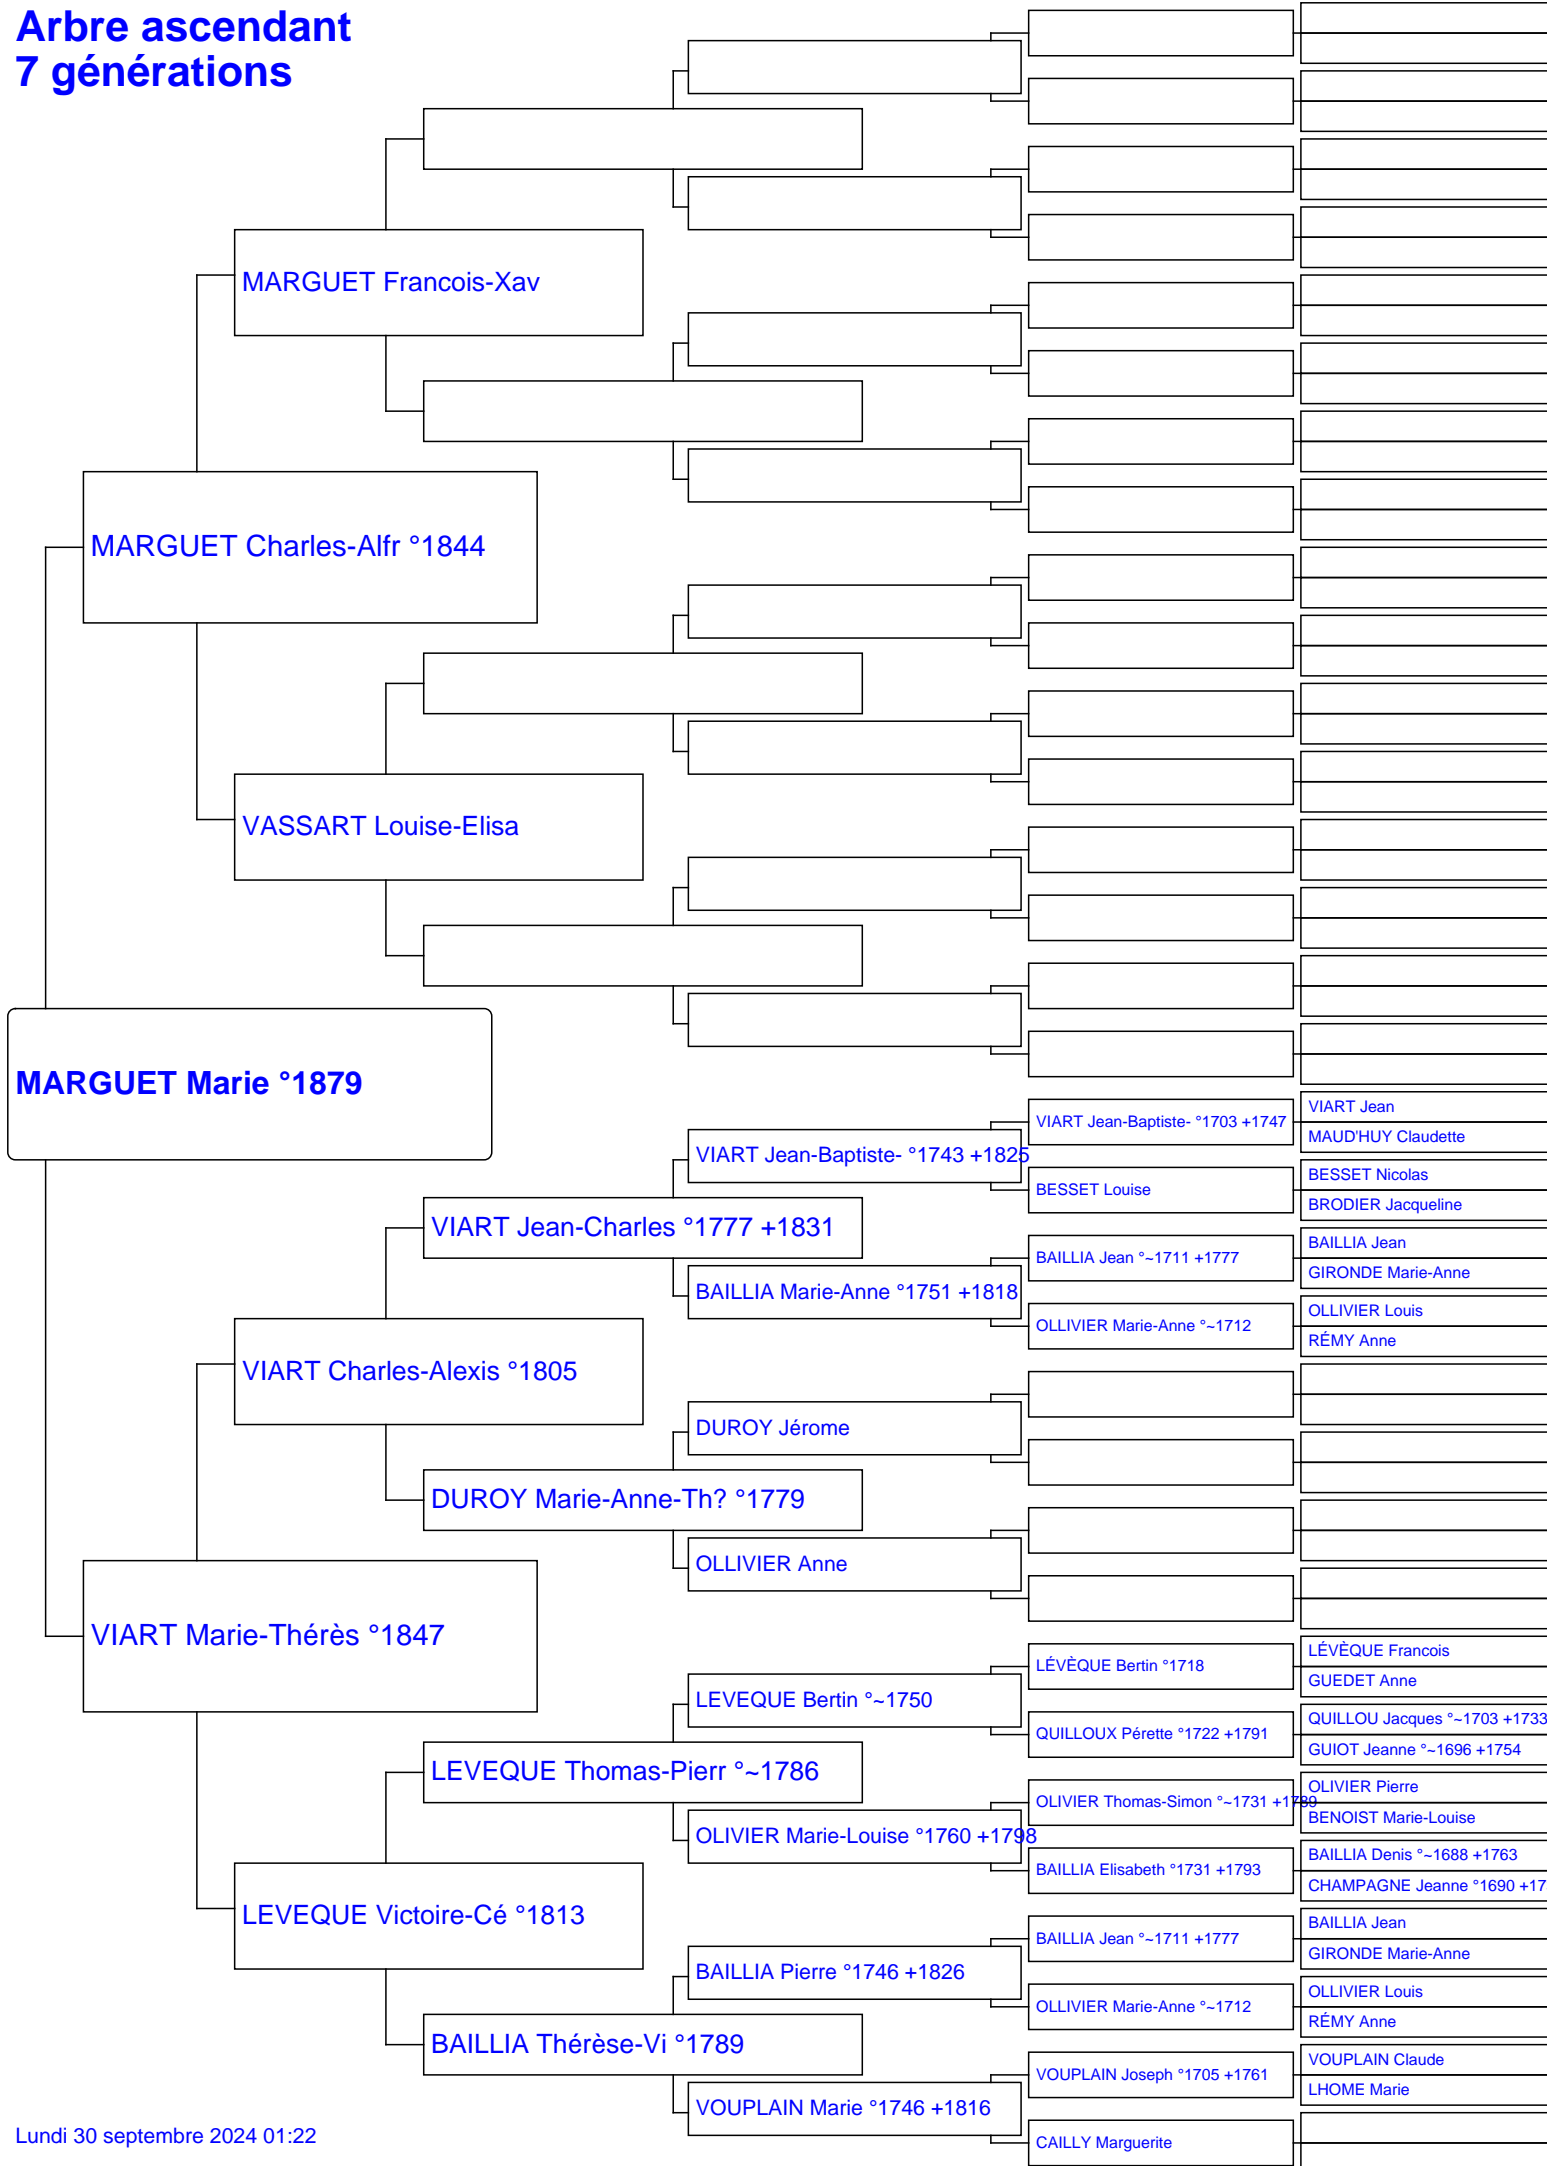 Arbre ascendant
7 générations
MARGUET Francois-Xav
MARGUET Charles-Alfr °1844
VASSART Louise-Elisa
MARGUET Marie °1879
VIART Jean-Baptiste- °1703 +1747
VIART Jean
MAUD'HUY Claudette
VIART Jean-Baptiste- °1743 +1825
BESSET Louise
BESSET Nicolas
BRODIER Jacqueline
VIART Jean-Charles °1777 +1831
BAILLIA Jean °~1711 +1777
BAILLIA Jean
GIRONDE Marie-Anne
BAILLIA Marie-Anne °1751 +1818
OLLIVIER Marie-Anne °~1712
OLLIVIER Louis
RÉMY Anne
VIART Charles-Alexis °1805
DUROY Jérome
DUROY Marie-Anne-Th? °1779
OLLIVIER Anne
VIART Marie-Thérès °1847
LÉVÈQUE Bertin °1718
LÉVÈQUE Francois
GUEDET Anne
LEVEQUE Bertin °~1750
QUILLOUX Pérette °1722 +1791
QUILLOU Jacques °~1703 +1733
GUIOT Jeanne °~1696 +1754
LEVEQUE Thomas-Pierr °~1786
OLIVIER Thomas-Simon °~1731 +1789
OLIVIER Pierre
BENOIST Marie-Louise
OLIVIER Marie-Louise °1760 +1798
BAILLIA Elisabeth °1731 +1793
BAILLIA Denis °~1688 +1763
CHAMPAGNE Jeanne °1690 +17
LEVEQUE Victoire-Cé °1813
BAILLIA Jean °~1711 +1777
BAILLIA Jean
GIRONDE Marie-Anne
BAILLIA Pierre °1746 +1826
OLLIVIER Marie-Anne °~1712
OLLIVIER Louis
RÉMY Anne
BAILLIA Thérèse-Vi °1789
VOUPLAIN Joseph °1705 +1761
VOUPLAIN Claude
LHOME Marie
VOUPLAIN Marie °1746 +1816
CAILLY Marguerite
Lundi 30 septembre 2024 01:22